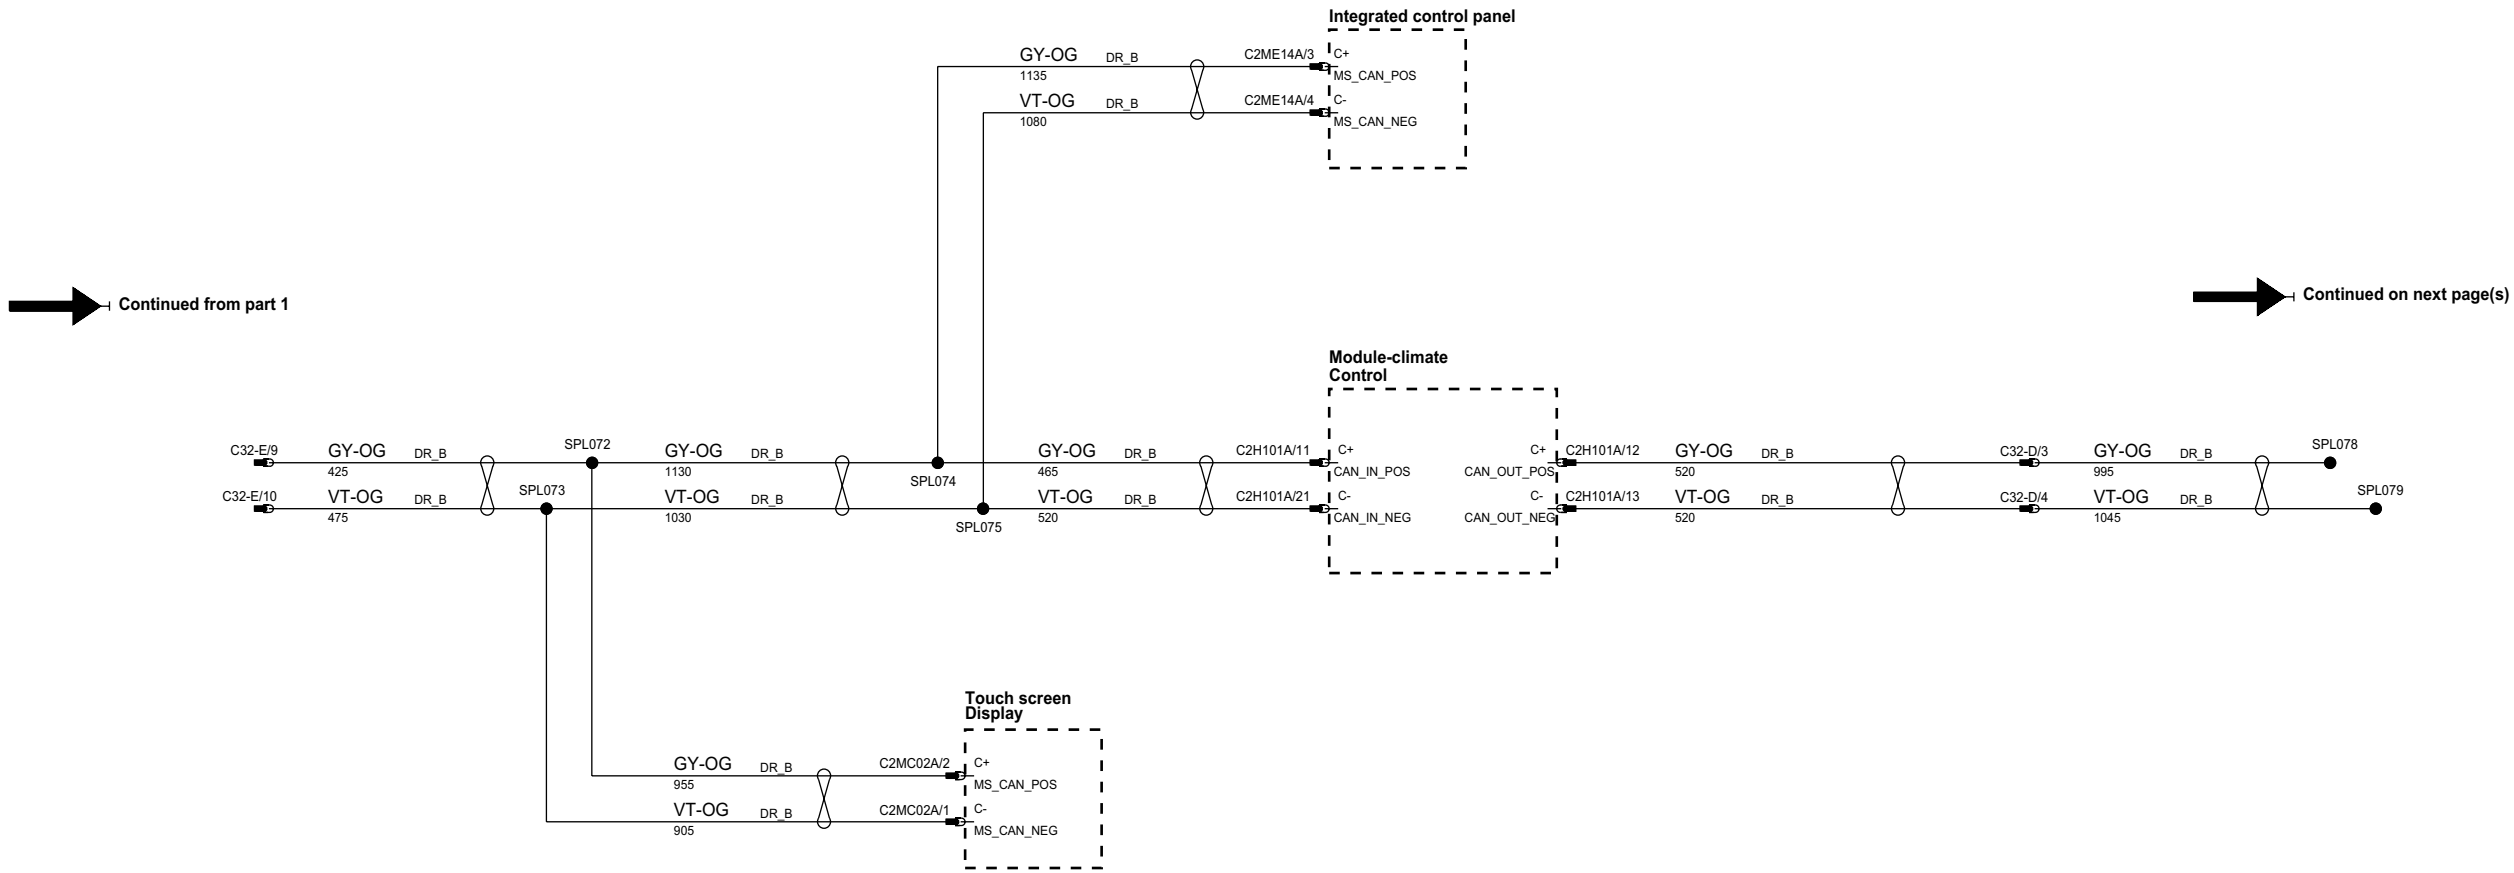 Integrated control panel
GY-OG DR_B C2ME14A/3 C+
1135 MS_CAN_POS
VT-OG DR_B C2ME14A/4 C-
1080 MS_CAN_NEG
Continued from part 1
Continued on next page(s)
Module-climate
Control
C32-E/9 GY-OG DR_B SPL072 GY-OG DR_B GY-OG DR_B C2H101A/11 C+ C+ C2H101A/12 GY-OG DR_B C32-D/3 GY-OG DR_B SPL078
425 1130 SPL074 465 CAN_IN_POS CAN_OUT_POS 520 995
C32-E/10 VT-OG DR_B SPL073 VT-OG DR_B VT-OG DR_B C2H101A/21 C- C- C2H101A/13 VT-OG DR_B C32-D/4 VT-OG DR_B SPL079
475 1030 SPL075 520 CAN_IN_NEG CAN_OUT_NEG 520 1045
Touch screen
Display
GY-OG DR_B C2MC02A/2 C+
955 MS_CAN_POS
VT-OG DR_B C2MC02A/1 C-
905 MS_CAN_NEG